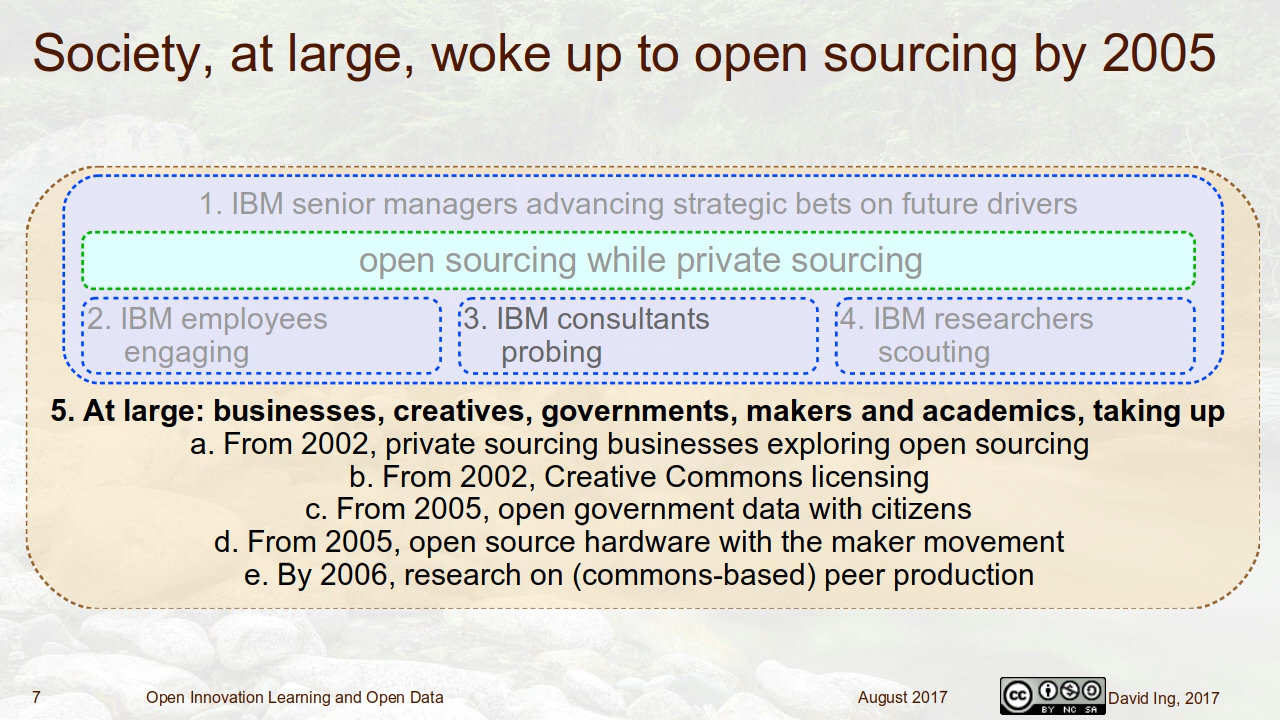 Society, at large, woke up to open sourcing by 2005
1. IBM senior managers advancing strategic bets on future drivers
open sourcing while private sourcing
2. IBM employees
engaging
3. IBM consultants
probing
4. IBM researchers
scouting
5. At large: businesses, creatives, governments, makers and academics, taking up
a. From 2002, private sourcing businesses exploring open sourcing
b. From 2002, Creative Commons licensing
c. From 2005, open government data with citizens
d. From 2005, open source hardware with the maker movement
e. By 2006, research on (commons-based) peer production
7
Open Innovation Learning and Open Data
August 2017
cc
BY NC SA
David Ing, 2017